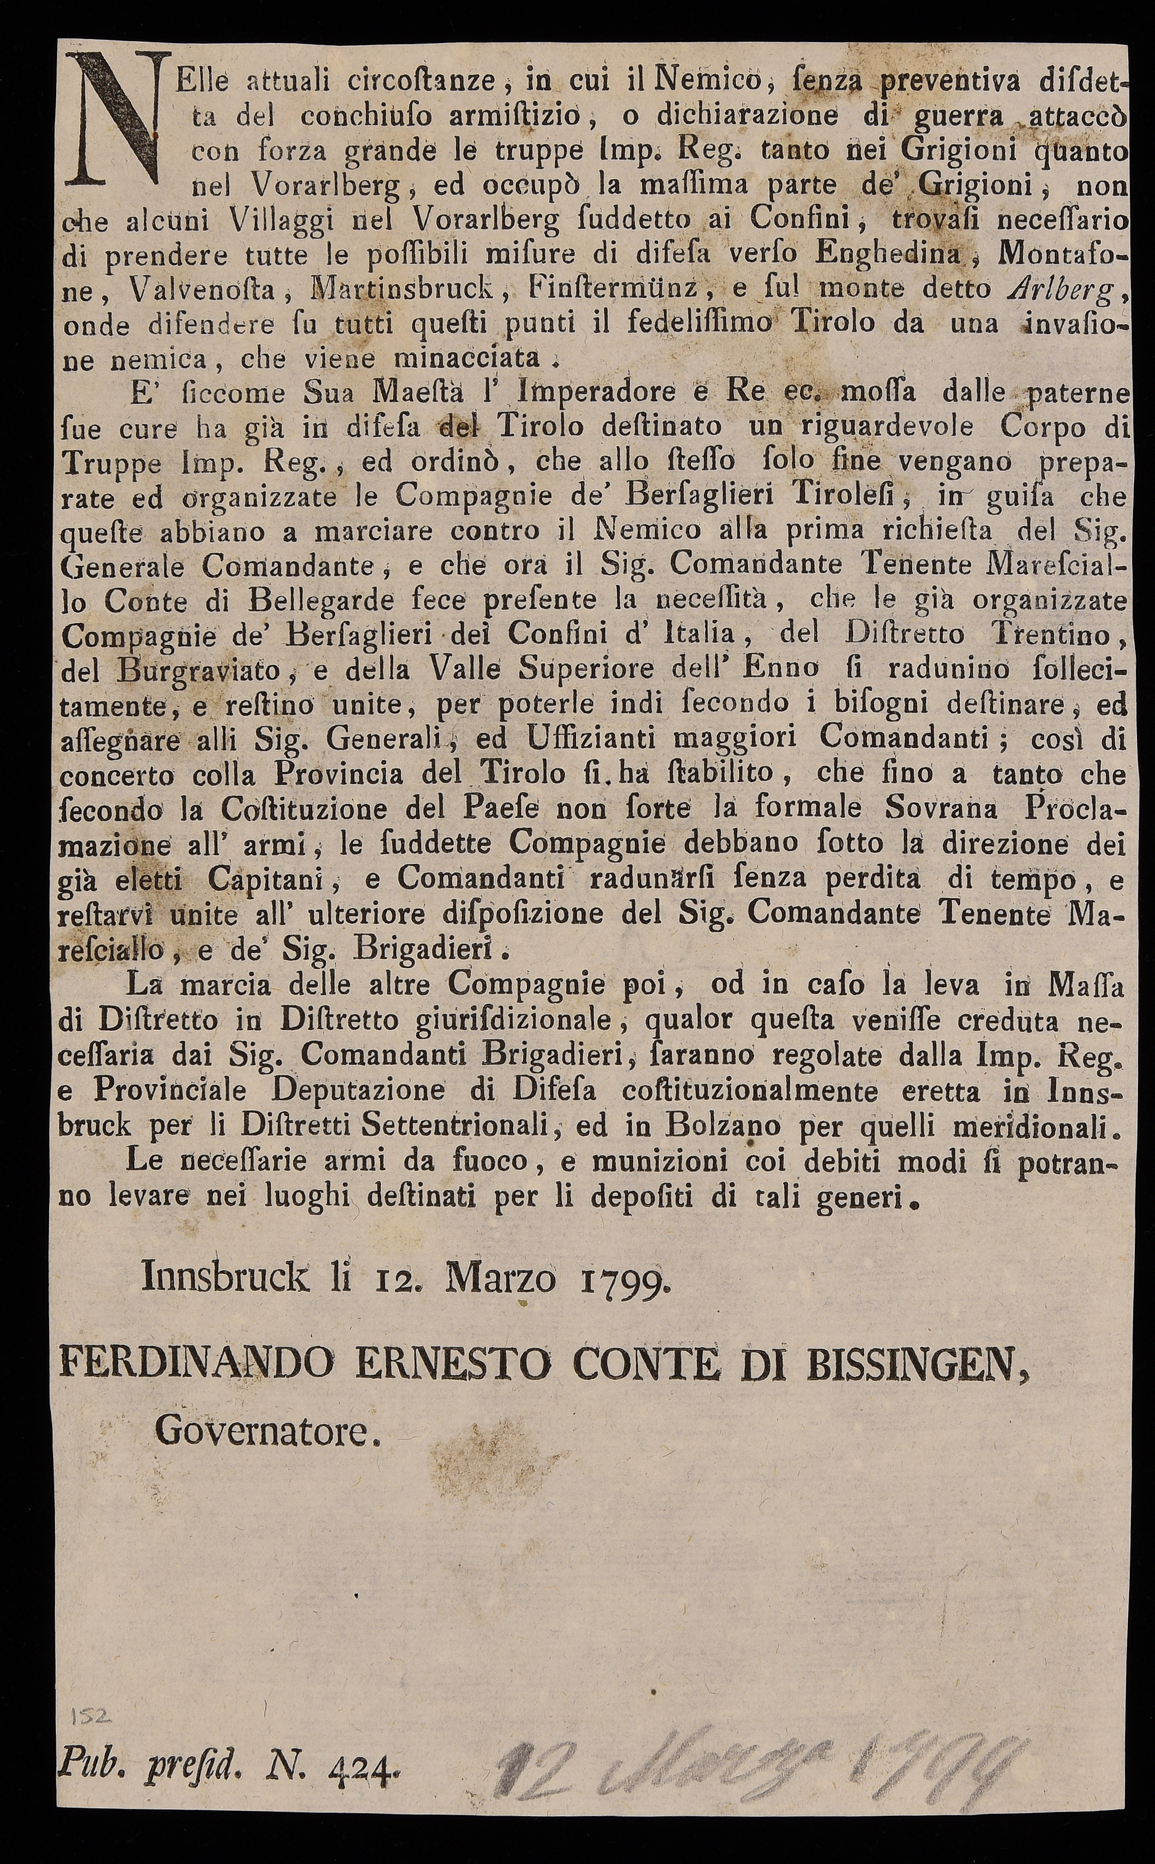 NElle attuali circoſtanze, in cui il Nemico, ſenza preventiva diſdet-
ta del conchiuſo armiſtizio, o dichiarazione di guerra attaccò
con forza grande le truppe Imp. Reg. tanto nei Grigioni quanto
nel Vorarlberg, ed occupò la maſſima parte de' Grigioni, non
che alcuni Villaggi nel Vorarlberg ſuddetto ai Confini, trovaſi neceſſario
di prendere tutte le poſſibili miſure di difeſa verſo Enghedina, Montafo-
ne, Valvenoſta, Martinsbruck, Finſtermünz, e ſul monte detto Arlberg,
onde difendere ſu tutti queſti punti il fedeliſſimo Tirolo da una invaſio-
ne nemica, che viene minacciata.
E' ſiccome Sua Maeſtà l' Imperadore e Re ec. moſſa dalle paterne
ſue cure ha già in difeſa del Tirolo deſtinato un riguardevole Corpo di
Truppe Imp. Reg., ed ordinò, che allo ſteſſo ſolo fine vengano prepa-
rate ed organizzate le Compagnie de' Berſaglieri Tiroleſi, in guiſa che
queſte abbiano a marciare contro il Nemico alla prima richieſta del Sig.
Generale Comandante, e che ora il Sig. Comandante Tenente Mareſcial-
lo Conte di Bellegarde fece preſente la neceſſità, che le già organizzate
Compagnie de' Berſaglieri dei Confini d' Italia, del Diſtretto Trentino,
del Burgraviato, e della Valle Superiore dell' Enno ſi radunino ſolleci-
tamente, e reſtino unite, per poterle indi ſecondo i biſogni deſtinare, ed
aſſegnare alli Sig. Generali, ed Uffizianti maggiori Comandanti; così di
concerto colla Provincia del Tirolo ſi ha ſtabilito, che fino a tanto che
ſecondo la Coſtituzione del Paeſe non ſorte la formale Sovrana Procla-
mazione all' armi, le ſuddette Compagnie debbano ſotto la direzione dei
già eletti Capitani, e Comandanti radunarſi ſenza perdita di tempo, e
reſtarvi unite all' ulteriore diſpoſizione del Sig. Comandante Tenente Ma-
reſciallo, e de' Sig. Brigadieri.
La marcia delle altre Compagnie poi, od in caſo la leva in Maſſa
di Diſtretto in Diſtretto giuriſdizionale, qualor queſta veniſſe creduta ne-
ceſſaria dai Sig. Comandanti Brigadieri, ſaranno regolate dalla Imp. Reg.
e Provinciale Deputazione di Difeſa coſtituzionalmente eretta in Inns-
bruck per li Diſtretti Settentrionali, ed in Bolzano per quelli meridionali.
Le neceſſarie armi da fuoco, e munizioni coi debiti modi ſi potran-
no levare nei luoghi deſtinati per li depoſiti di tali generi.
Innsbruck li 12. Marzo 1799.
FERDINANDO ERNESTO CONTE DI BISSINGEN,
Governatore.
152
Pub. preſid. N. 424.
12 Marzo 1799